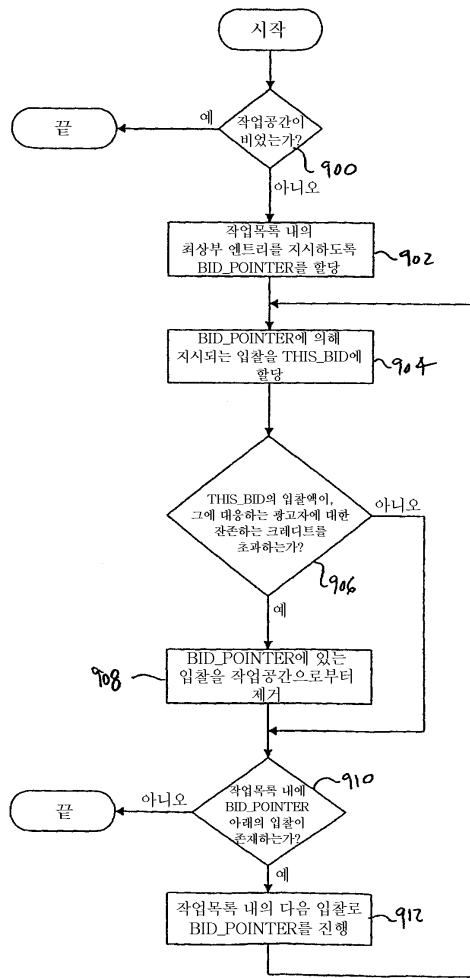 시작
예
작업공간이
비었는가?
끝
900
아니오
작업목록 내의
최상부 엔트리를 지시하도록
BID_POINTER를 할당
902
BID_POINTER에 의해
지시되는 입찰을 THIS_BID에
할당
904
THIS_BID의 입찰액이,
그에 대응하는 광고자에 대한
잔존하는 크레디트를
초과하는가?
아니오
906
예
BID_POINTER에 있는
입찰을 작업공간으로부터
제거
908
910
작업목록 내에
BID_POINTER
아래의 입찰이
존재하는가?
아니오
끝
예
작업목록 내의 다음 입찰로
BID_POINTER를 진행
912